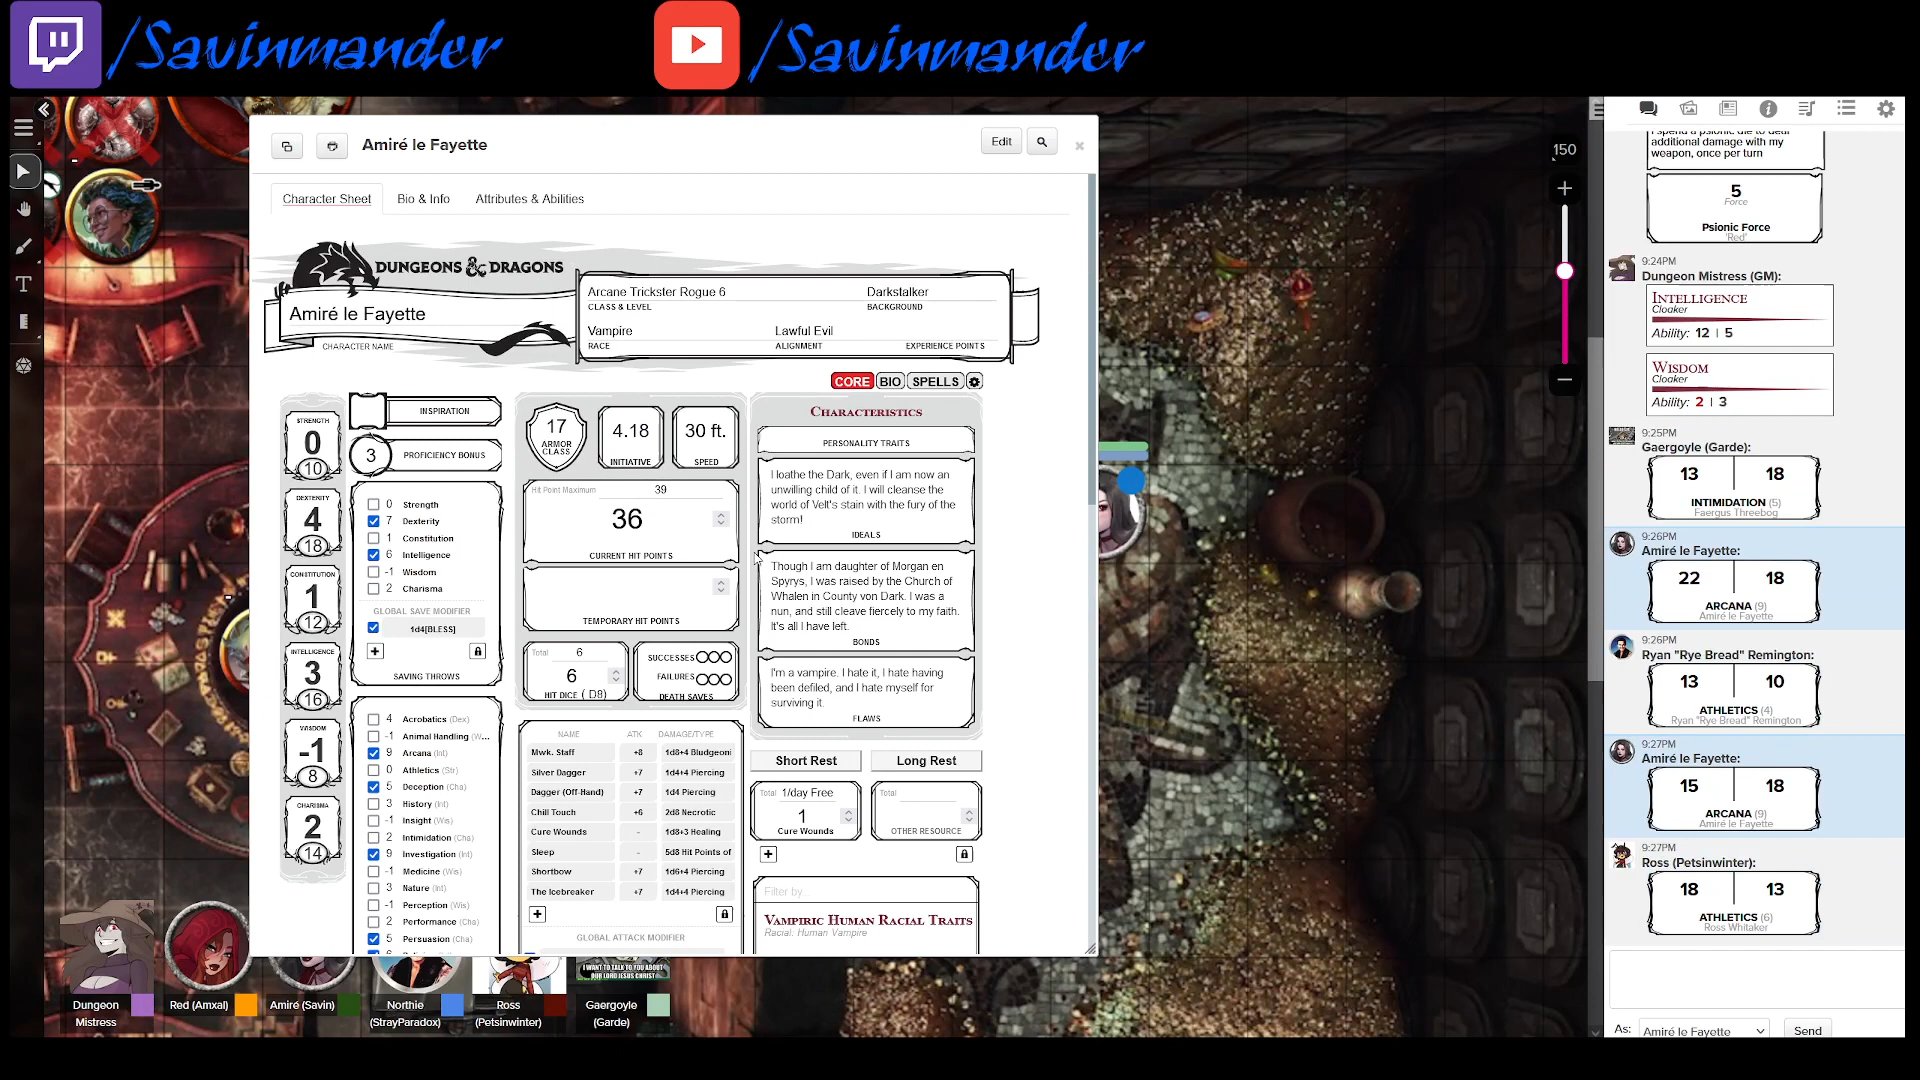 /Savinmander
/Savinmander
Amiré le Fayette
Edit
Character Sheet
Bio & Info
Attributes & Abilities
DUNGEONS & DRAGONS
Amiré le Fayette
CHARACTER NAME
Arcane Trickster Rogue 6
CLASS & LEVEL
Darkstalker
BACKGROUND
Vampire
RACE
Lawful Evil
ALIGNMENT
EXPERIENCE POINTS
CORE BIO SPELLS
STRENGTH
0
10
DEXTERITY
4
18
CONSTITUTION
1
12
INTELLIGENCE
3
16
WISDOM
-1
8
CHARISMA
2
14
INSPIRATION
3 PROFICIENCY BONUS
0 Strength
7 Dexterity
1 Constitution
6 Intelligence
-1 Wisdom
2 Charisma
GLOBAL SAVE MODIFIER
1d4[BLESS]
+
SAVING THROWS
4 Acrobatics (Dex)
-1 Animal Handling (W...
9 Arcana (Int)
0 Athletics (Str)
5 Deception (Cha)
3 History (Int)
-1 Insight (Wis)
2 Intimidation (Cha)
9 Investigation (Int)
-1 Medicine (Wis)
3 Nature (Int)
-1 Perception (Wis)
2 Performance (Cha)
5 Persuasion (Cha)
17
ARMOR
CLASS
4.18
INITIATIVE
30 ft.
SPEED
Hit Point Maximum 39
36
CURRENT HIT POINTS
TEMPORARY HIT POINTS
Total 6
6
HIT DICE ( D8)
SUCCESSES
FAILURES
DEATH SAVES
NAME ATK DAMAGE/TYPE
Mwk. Staff +8 1d8+4 Bludgeoni
Silver Dagger +7 1d4+4 Piercing
Dagger (Off-Hand) +7 1d4 Piercing
Chill Touch +6 2d8 Necrotic
Cure Wounds - 1d8+3 Healing
Sleep - 5d8 Hit Points of
Shortbow +7 1d6+4 Piercing
The Icebreaker +7 1d4+4 Piercing
+
GLOBAL ATTACK MODIFIER
CHARACTERISTICS
PERSONALITY TRAITS
I loathe the Dark, even if I am now an
unwilling child of it. I will cleanse the
world of Velt's stain with the fury of the
storm!
IDEALS
Though I am daughter of Morgan en
Spyrys, I was raised by the Church of
Whalen in County von Dark. I was a
nun, and still cleave fiercely to my faith.
It's all I have left.
BONDS
I'm a vampire. I hate it, I hate having
been defiled, and I hate myself for
surviving it.
FLAWS
Short Rest
Long Rest
Total 1/day Free
1
Cure Wounds
Total
OTHER RESOURCE
+
Filter by...
VAMPIRIC HUMAN RACIAL TRAITS
Racial: Human Vampire
150
I spend a psionic die to deal
additional damage with my
weapon, once per turn
5
Force
Psionic Force
'Red'
9:24PM
Dungeon Mistress (GM):
INTELLIGENCE
Cloaker
Ability: 12 | 5
WISDOM
Cloaker
Ability: 2 | 3
9:25PM
Gaergoyle (Garde):
13 18
INTIMIDATION (5)
Faergus Threebog
9:26PM
Amiré le Fayette:
22 18
ARCANA (9)
Amiré le Fayette
9:26PM
Ryan "Rye Bread" Remington:
13 10
ATHLETICS (4)
Ryan "Rye Bread" Remington
9:27PM
Amiré le Fayette:
15 18
ARCANA (9)
Amiré le Fayette
9:27PM
Ross (Petsinwinter):
18 13
ATHLETICS (6)
Ross Whitaker
As: Amiré le Fayette
Send
I WANT TO TALK TO YOU ABOUT
OUR LORD JESUS CHRIST
Dungeon
Mistress
Red (Amxal)
Amiré (Savin)
Northie
(StrayParadox)
Ross
(Petsinwinter)
Gaergoyle
(Garde)